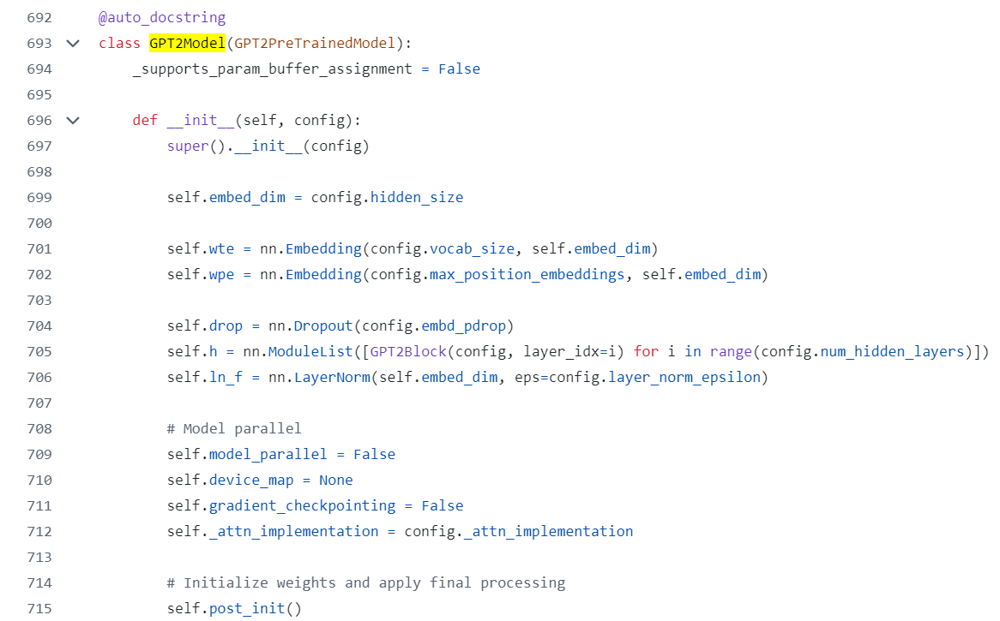 692 @auto_docstring
693 class GPT2Model(GPT2PreTrainedModel):
694     _supports_param_buffer_assignment = False
695
696     def __init__(self, config):
697         super().__init__(config)
698
699         self.embed_dim = config.hidden_size
700
701         self.wte = nn.Embedding(config.vocab_size, self.embed_dim)
702         self.wpe = nn.Embedding(config.max_position_embeddings, self.embed_dim)
703
704         self.drop = nn.Dropout(config.embd_pdrop)
705         self.h = nn.ModuleList([GPT2Block(config, layer_idx=i) for i in range(config.num_hidden_layers)])
706         self.ln_f = nn.LayerNorm(self.embed_dim, eps=config.layer_norm_epsilon)
707
708         # Model parallel
709         self.model_parallel = False
710         self.device_map = None
711         self.gradient_checkpointing = False
712         self._attn_implementation = config._attn_implementation
713
714         # Initialize weights and apply final processing
715         self.post_init()